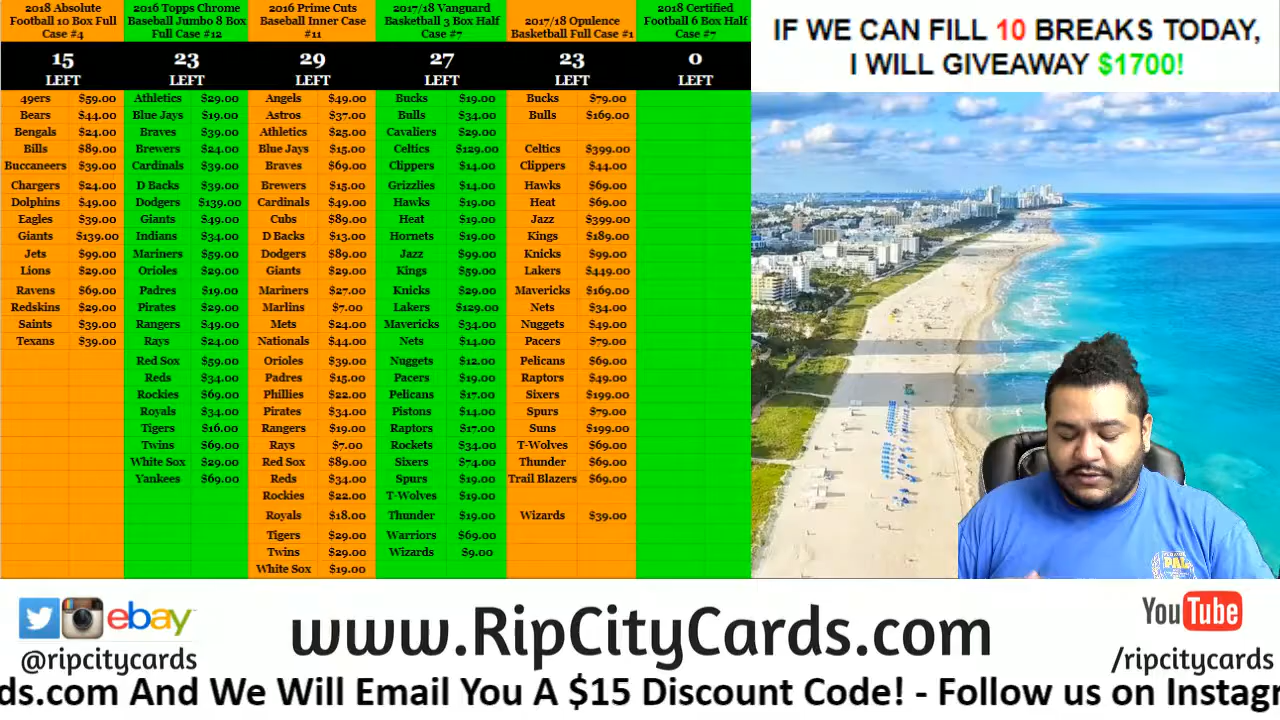 2018 Absolute
Football 10 Box Full
Case #4
15
LEFT
49ers $59.00
Bears $44.00
Bengals $24.00
Bills $89.00
Buccaneers $39.00
Chargers $24.00
Dolphins $49.00
Eagles $39.00
Giants $139.00
Jets $99.00
Lions $29.00
Ravens $69.00
Redskins $29.00
Saints $39.00
Texans $39.00
2016 Topps Chrome
Baseball Jumbo 8 Box
Full Case #12
23
LEFT
Athletics $29.00
Blue Jays $19.00
Braves $39.00
Brewers $24.00
Cardinals $39.00
D Backs $39.00
Dodgers $139.00
Giants $49.00
Indians $34.00
Mariners $59.00
Orioles $29.00
Padres $19.00
Pirates $29.00
Rangers $49.00
Rays $24.00
Red Sox $59.00
Reds $34.00
Rockies $69.00
Royals $34.00
Tigers $16.00
Twins $69.00
White Sox $29.00
Yankees $69.00
2016 Prime Cuts
Baseball Inner Case
#11
29
LEFT
Angels $49.00
Astros $37.00
Athletics $25.00
Blue Jays $15.00
Braves $69.00
Brewers $15.00
Cardinals $49.00
Cubs $89.00
D Backs $13.00
Dodgers $89.00
Giants $29.00
Mariners $27.00
Marlins $7.00
Mets $24.00
Nationals $44.00
Orioles $39.00
Padres $15.00
Phillies $22.00
Pirates $34.00
Rangers $19.00
Rays $7.00
Red Sox $89.00
Reds $34.00
Rockies $22.00
Royals $18.00
Tigers $29.00
Twins $29.00
White Sox $19.00
2017/18 Vanguard
Basketball 3 Box Half
Case #7
27
LEFT
Bucks $19.00
Bulls $34.00
Cavaliers $29.00
Celtics $129.00
Clippers $14.00
Grizzlies $14.00
Hawks $19.00
Heat $19.00
Hornets $19.00
Jazz $99.00
Kings $59.00
Knicks $29.00
Lakers $129.00
Mavericks $34.00
Nets $14.00
Nuggets $12.00
Pacers $19.00
Pelicans $17.00
Pistons $14.00
Raptors $17.00
Rockets $34.00
Sixers $74.00
Spurs $19.00
T-Wolves $19.00
Thunder $19.00
Warriors $69.00
Wizards $9.00
2017/18 Opulence
Basketball Full Case #1
23
LEFT
Bucks $79.00
Bulls $169.00
Celtics $399.00
Clippers $44.00
Hawks $69.00
Heat $69.00
Jazz $399.00
Kings $189.00
Knicks $99.00
Lakers $449.00
Mavericks $169.00
Nets $34.00
Nuggets $49.00
Pacers $79.00
Pelicans $69.00
Raptors $49.00
Sixers $199.00
Spurs $79.00
Suns $199.00
T-Wolves $69.00
Thunder $69.00
Trail Blazers $69.00
Wizards $39.00
2018 Certified
Football 6 Box Half
Case #7
0
LEFT
IF WE CAN FILL 10 BREAKS TODAY,
I WILL GIVEAWAY $1700!
PAL
ebay
@ripcitycards
www.RipCityCards.com
YouTube
/ripcitycards
ds.com And We Will Email You A $15 Discount Code! - Follow us on Instagr